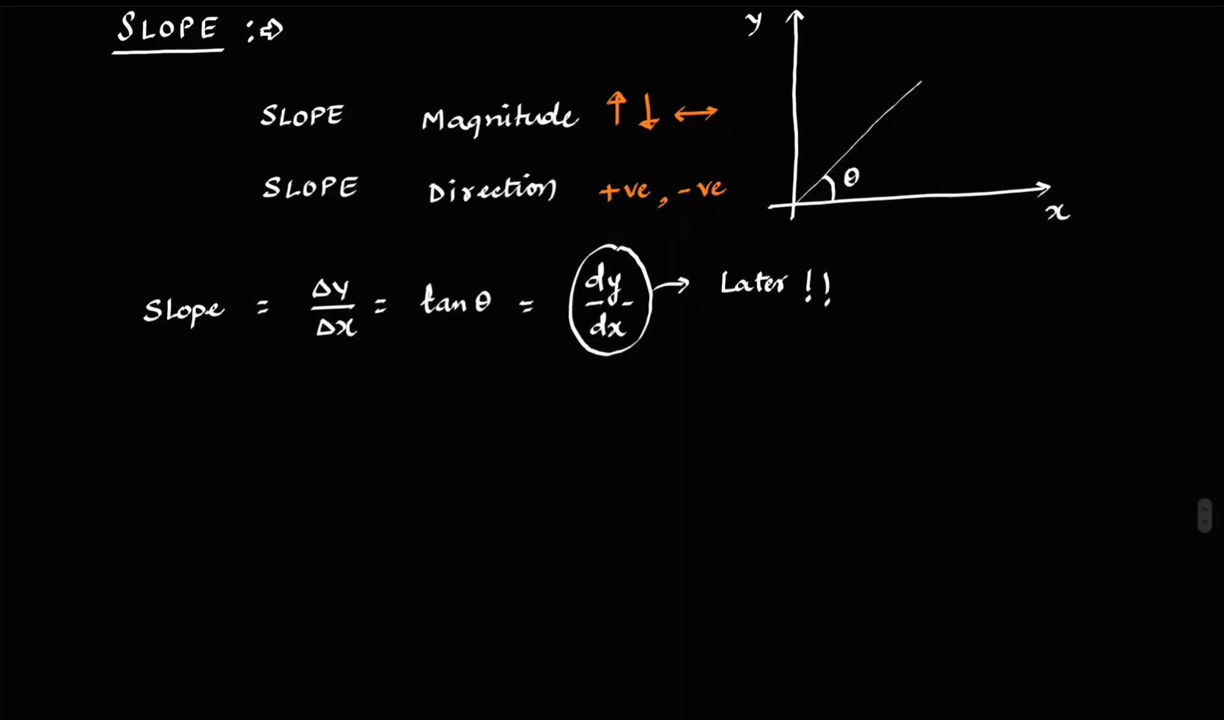 SLOPE :⇒
y
SLOPE Magnitude ↑ ↓ ↔
SLOPE Direction +ve, -ve
θ
x
Slope = Δy/Δx = tan θ = dy/dx → Later !!